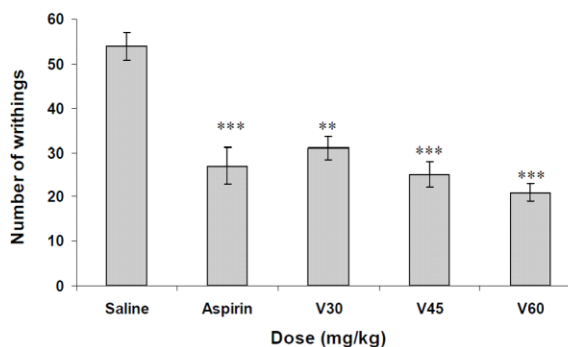 Number of writhings
60
50
40
30
20
10
0
*** ** *** ***
Saline Aspirin V30 V45 V60
Dose (mg/kg)